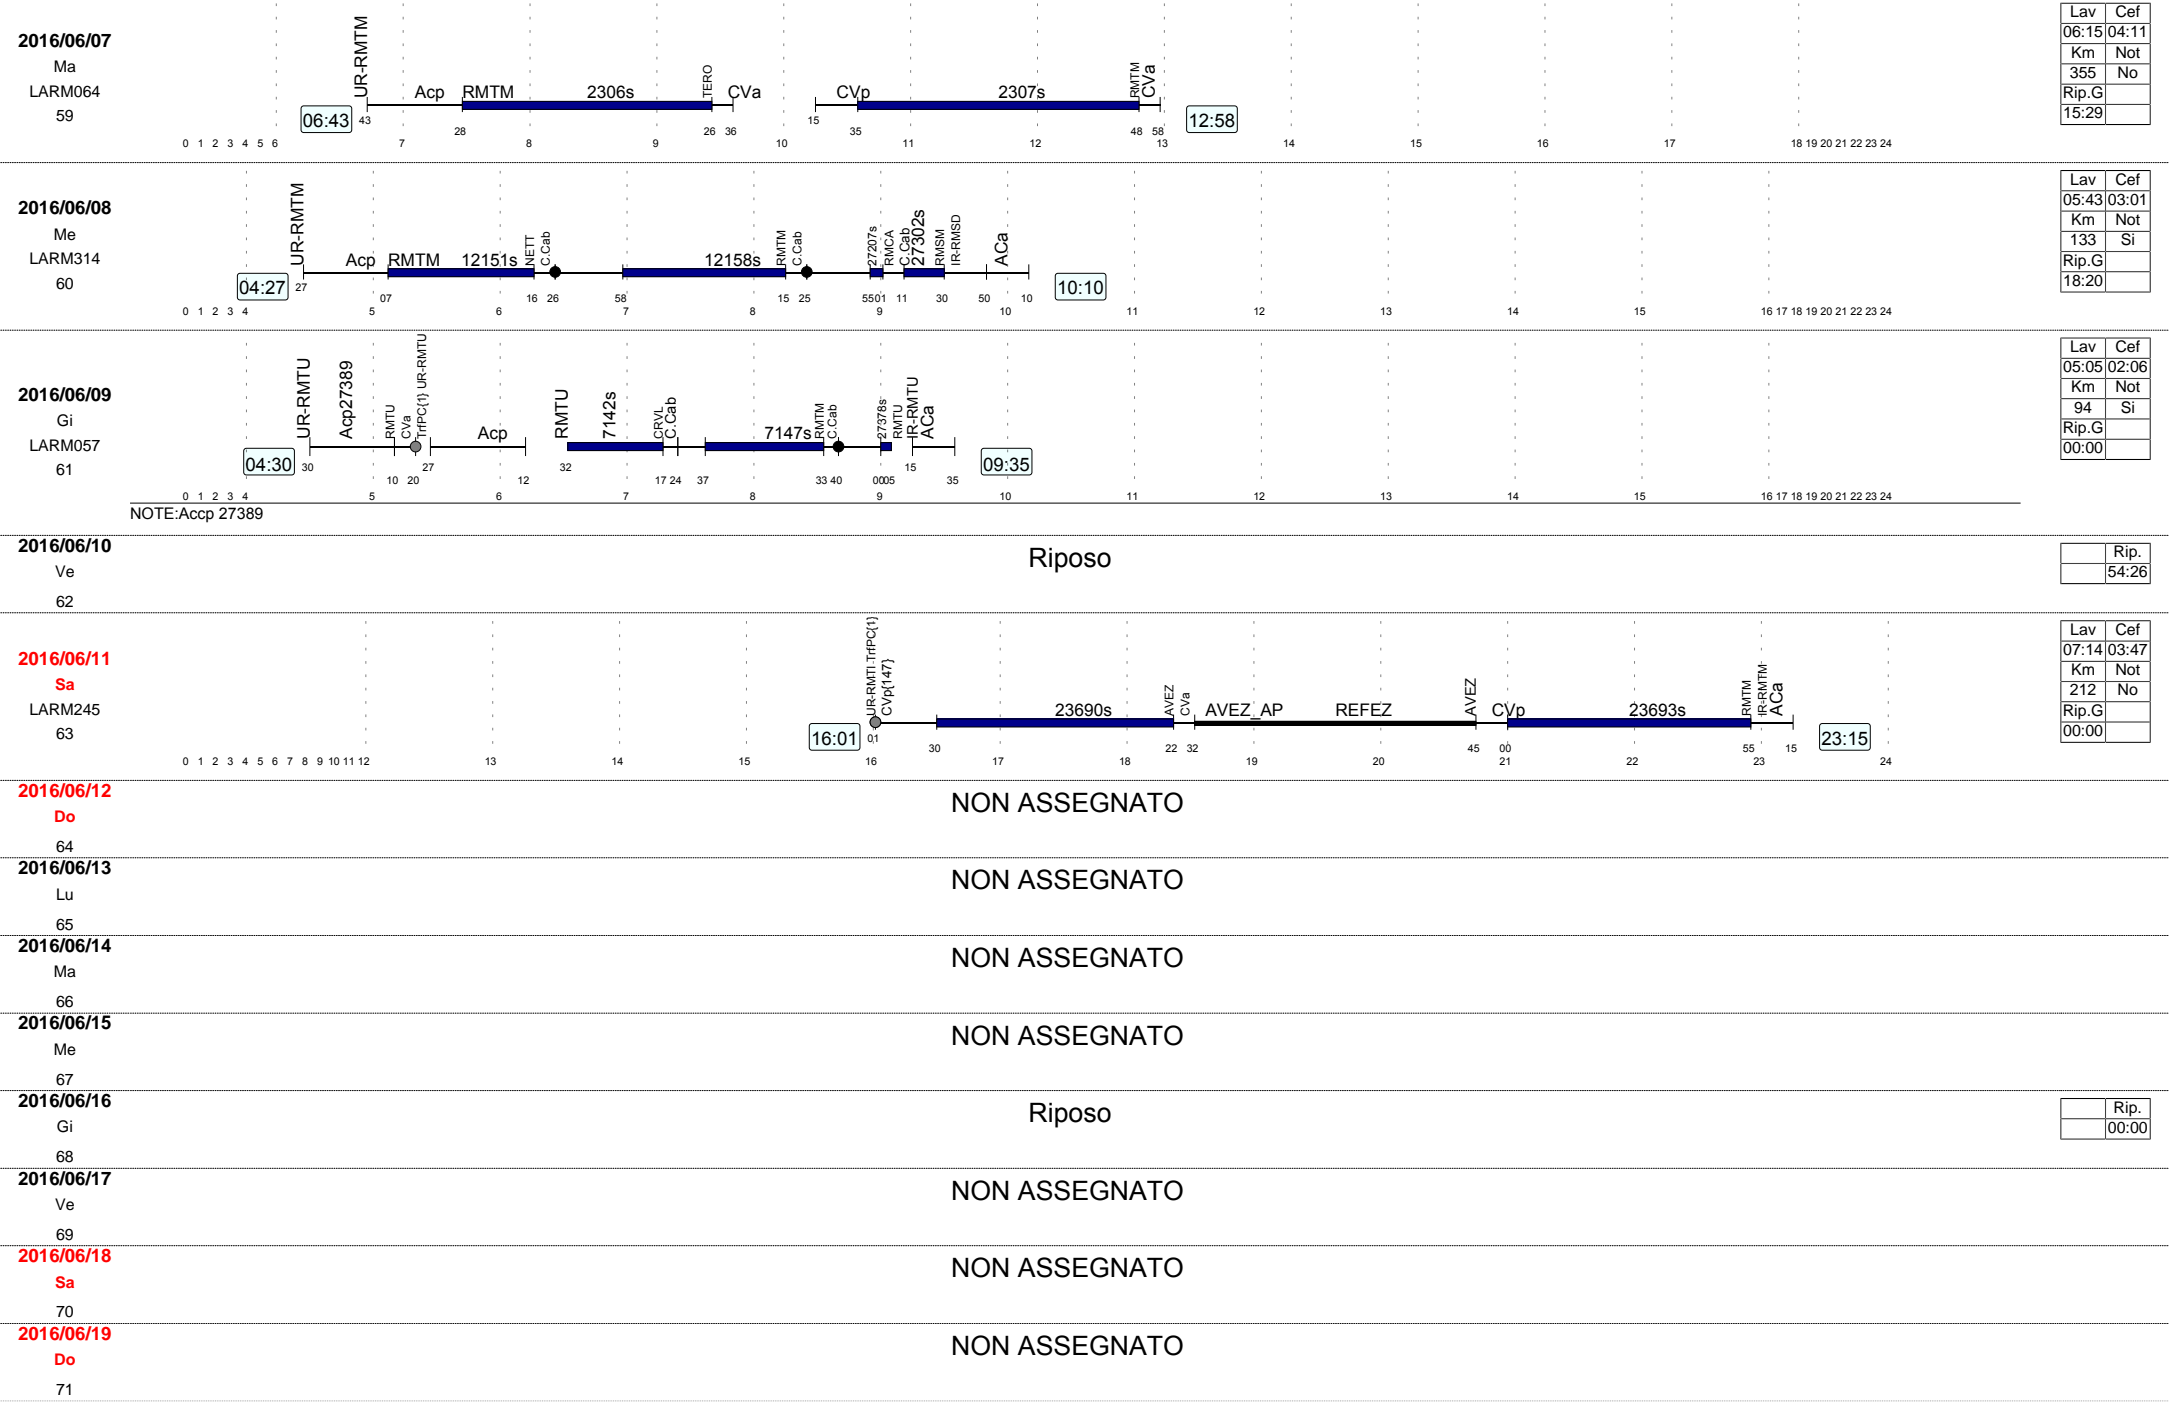 2016/06/07
Ma
LARM064
59
06:43
UR-RMTM Acp RMTM 2306s TERO CVa CVp 2307s RMTM CVa
12:58
43 28 26 36 15 35 48 58
0 1 2 3 4 5 6 7 8 9 10 11 12 13 14 15 16 17 18 19 20 21 22 23 24
Lav Cef
06:15 04:11
Km Not
355 No
Rip.G
15:29
2016/06/08
Me
LARM314
60
04:27
UR-RMTM Acp RMTM 12151s NETT C.Cab 12158s RMTM C.Cab 27207s RMCA C.Cab 27302s RMSM IR-RMSD ACa
10:10
27 07 16 26 58 15 25 55 01 11 30 50 10
0 1 2 3 4 5 6 7 8 9 10 11 12 13 14 15 16 17 18 19 20 21 22 23 24
Lav Cef
05:43 03:01
Km Not
133 Si
Rip.G
18:20
2016/06/09
Gi
LARM057
61
04:30
UR-RMTU Acp27389 RMTU CVa TrfPC{1} UR-RMTU Acp RMTU 7142s CRVL C.Cab 7147s RMTM C.Cab 27378s RMTU IR-RMTU ACa
09:35
30 10 20 27 12 32 17 24 37 33 40 00 05 15 35
0 1 2 3 4 5 6 7 8 9 10 11 12 13 14 15 16 17 18 19 20 21 22 23 24
NOTE:Accp 27389
Lav Cef
05:05 02:06
Km Not
94 Si
Rip.G
00:00
2016/06/10
Ve
62
Riposo
Rip.
54:26
2016/06/11
Sa
LARM245
63
16:01
UR-RMTI-TrfPC{1} CVp{147} 23690s AVEZ CVa AVEZ_AP REFEZ AVEZ CVp 23693s RMTM IR-RMTM ACa
23:15
01 30 22 32 45 00 55 15
0 1 2 3 4 5 6 7 8 9 10 11 12 13 14 15 16 17 18 19 20 21 22 23 24
Lav Cef
07:14 03:47
Km Not
212 No
Rip.G
00:00
2016/06/12
Do
64
NON ASSEGNATO
2016/06/13
Lu
65
NON ASSEGNATO
2016/06/14
Ma
66
NON ASSEGNATO
2016/06/15
Me
67
NON ASSEGNATO
2016/06/16
Gi
68
Riposo
Rip.
00:00
2016/06/17
Ve
69
NON ASSEGNATO
2016/06/18
Sa
70
NON ASSEGNATO
2016/06/19
Do
71
NON ASSEGNATO